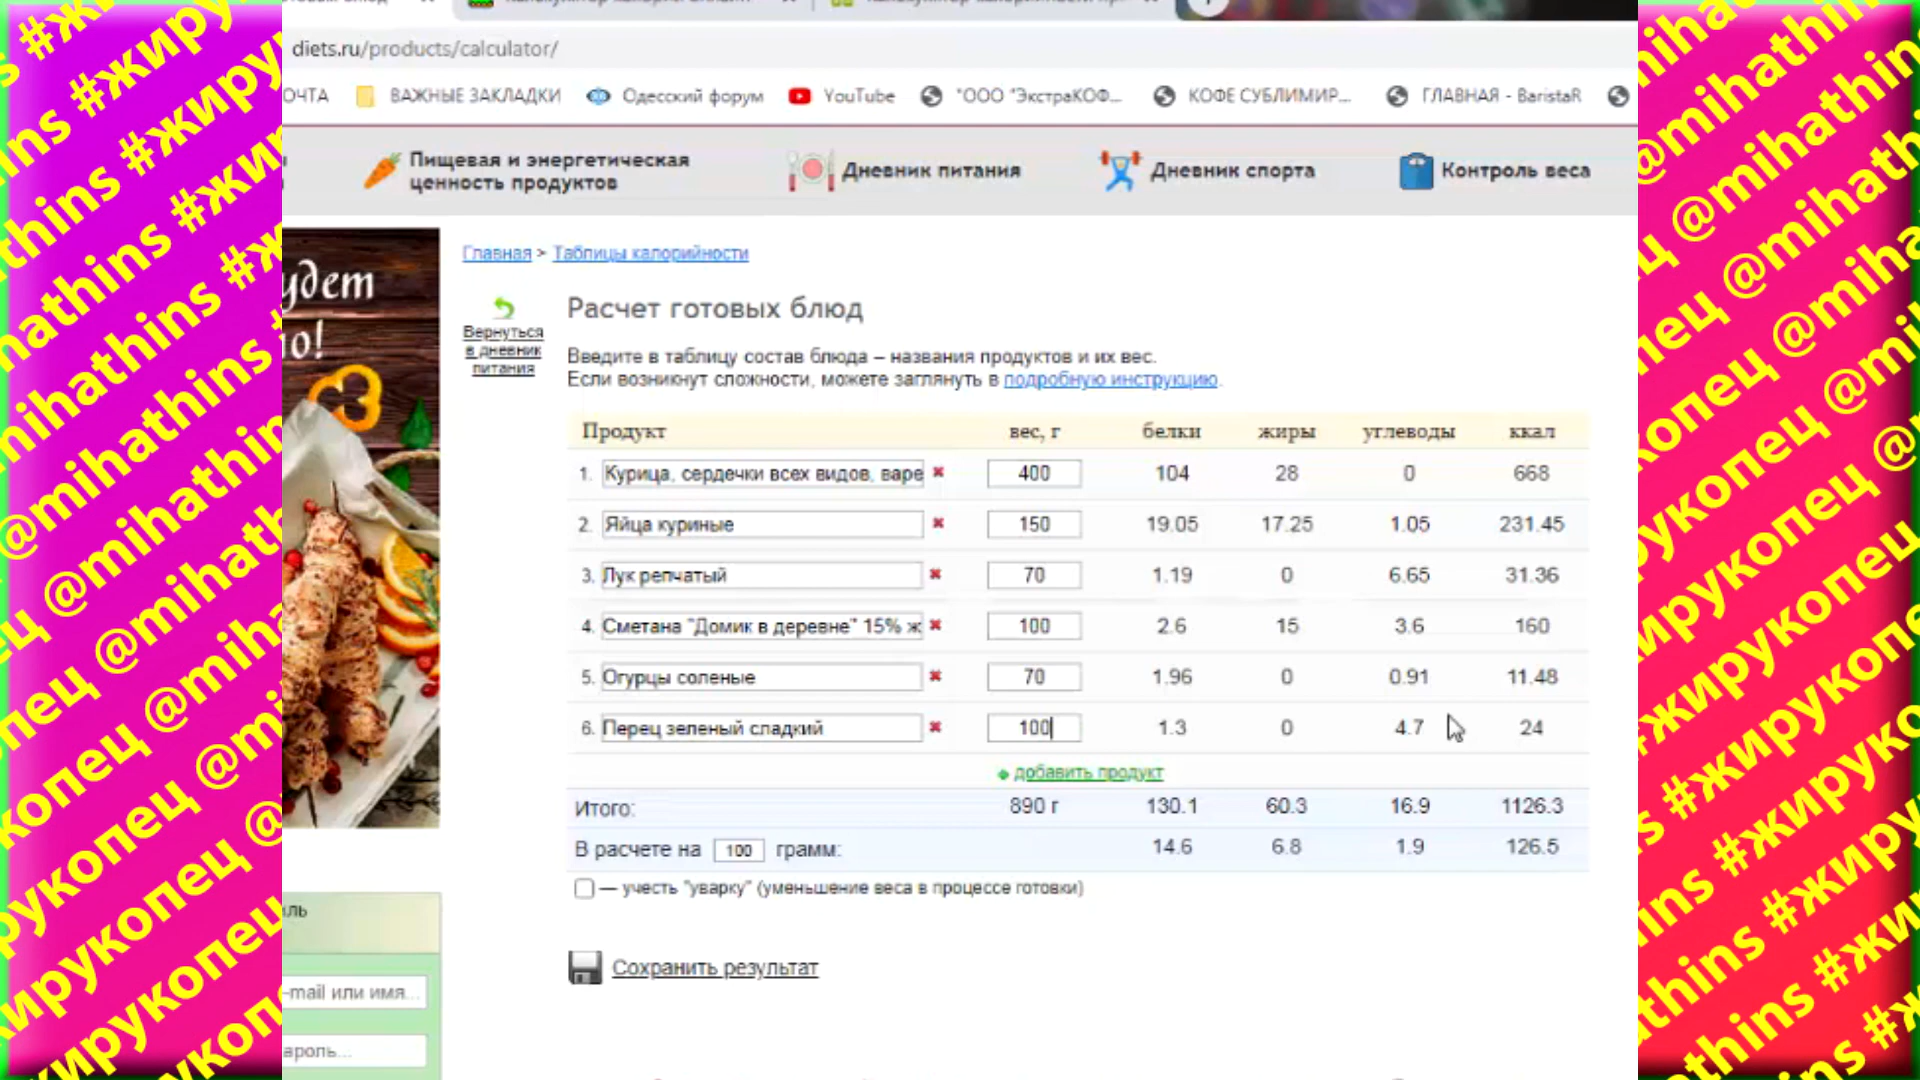 diets.ru/products/calculator/
ОЧТА ВАЖНЫЕ ЗАКЛАДКИ Одесский форум YouTube "ООО "ЭкстраКОФ... КОФЕ СУБЛИМИР... ГЛАВНАЯ - BaristaR
Пищевая и энергетическая
ценность продуктов
Дневник питания
Дневник спорта
Контроль веса
Главная > Таблицы калорийности
Вернуться
в дневник
питания
Расчет готовых блюд
Введите в таблицу состав блюда – названия продуктов и их вес.
Если возникнут сложности, можете заглянуть в подробную инструкцию.
Продукт вес, г белки жиры углеводы ккал
1. Курица, сердечки всех видов, варе 400 104 28 0 668
2. Яйца куриные 150 19.05 17.25 1.05 231.45
3. Лук репчатый 70 1.19 0 6.65 31.36
4. Сметана "Домик в деревне" 15% ж 100 2.6 15 3.6 160
5. Огурцы соленые 70 1.96 0 0.91 11.48
6. Перец зеленый сладкий 100 1.3 0 4.7 24
добавить продукт
Итого: 890 г 130.1 60.3 16.9 1126.3
В расчете на 100 грамм: 14.6 6.8 1.9 126.5
— учесть "уварку" (уменьшение веса в процессе готовки)
Сохранить результат
удет
ю!
иль
-mail или имя...
ароль...
@mihathins #жирукопец
@mihathins #жирукопец